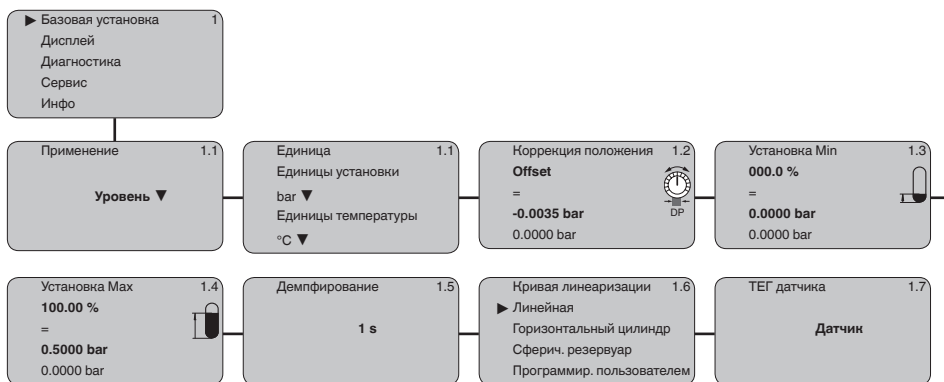 ▶ Базовая установка 1
Дисплей
Диагностика
Сервис
Инфо
Применение 1.1
Уровень ▼
Единица 1.1
Единицы установки
bar ▼
Единицы температуры
°C ▼
Коррекция положения 1.2
Offset
=
-0.0035 bar
0.0000 bar
DP
Установка Min 1.3
000.0 %
=
0.0000 bar
0.0000 bar
Установка Max 1.4
100.00 %
=
0.5000 bar
0.0000 bar
Демпфирование 1.5
1 s
Кривая линеаризации 1.6
▶ Линейная
Горизонтальный цилиндр
Сферич. резервуар
Программир. пользователем
ТЕГ датчика 1.7
Датчик